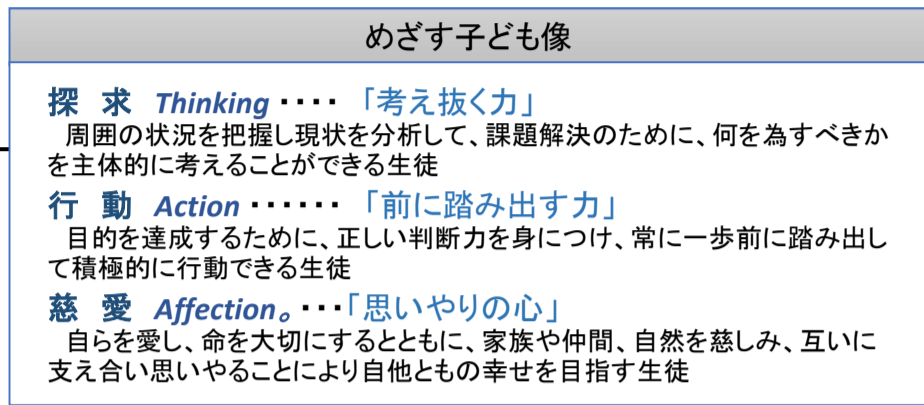 めざす子ども像
探 求 Thinking ････ 「考え抜く力」
周囲の状況を把握し現状を分析して、課題解決のために、何を為すべきか
を主体的に考えることができる生徒
行 動 Action ･･････ 「前に踏み出す力」
目的を達成するために、正しい判断力を身につけ、常に一歩前に踏み出し
て積極的に行動できる生徒
慈 愛 Affection。･･･「思いやりの心」
自らを愛し、命を大切にするとともに、家族や仲間、自然を慈しみ、互いに
支え合い思いやることにより自他ともの幸せを目指す生徒